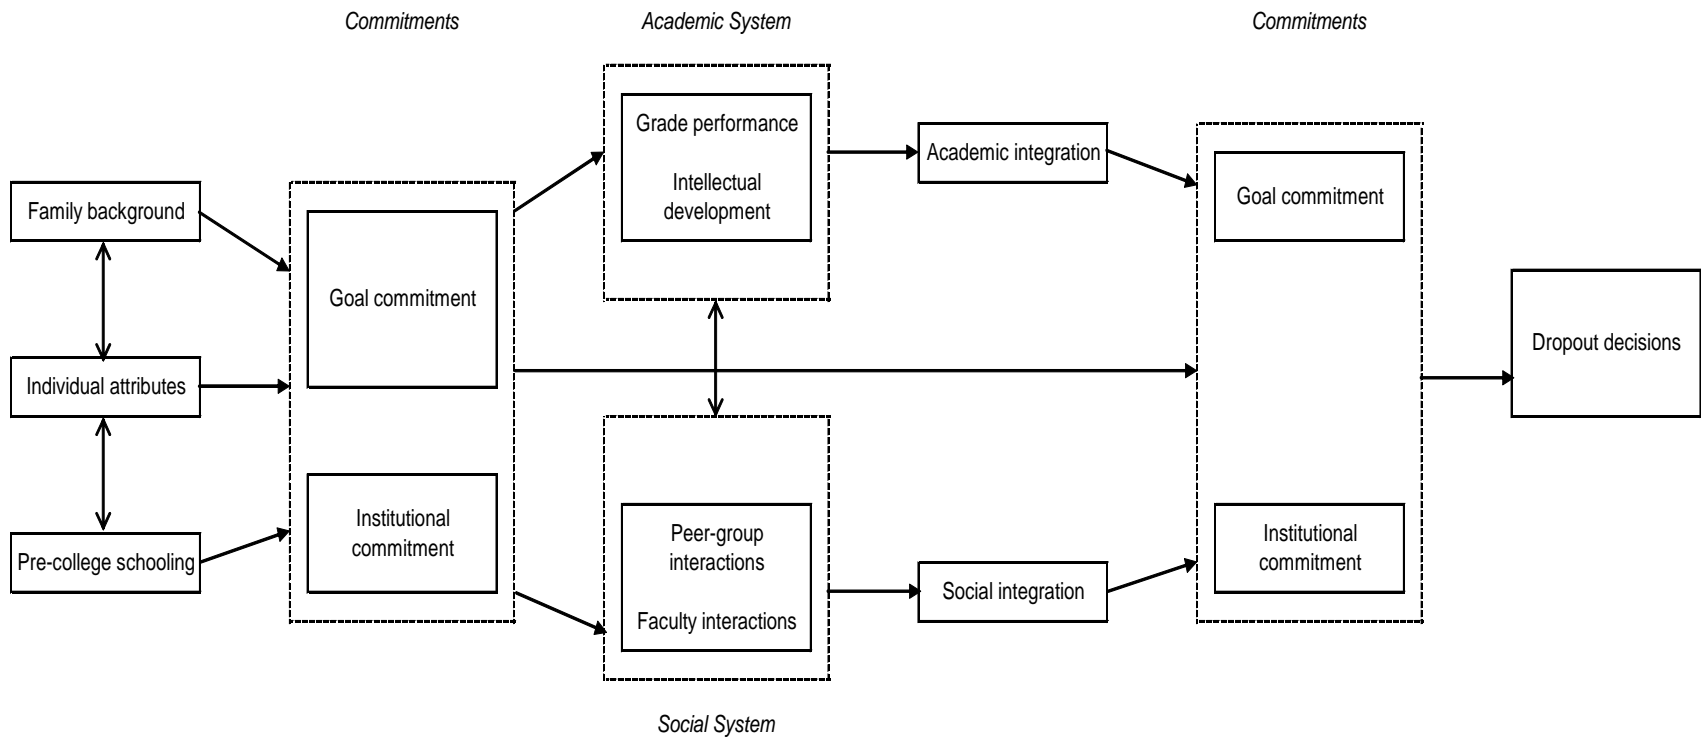 Commitments
Academic System
Commitments
Grade performance
Intellectual
development
Academic integration
Goal commitment
Family background
Goal commitment
Dropout decisions
Individual attributes
Institutional
commitment
Peer-group
interactions
Institutional
commitment
Pre-college schooling
Social integration
Faculty interactions
Social System